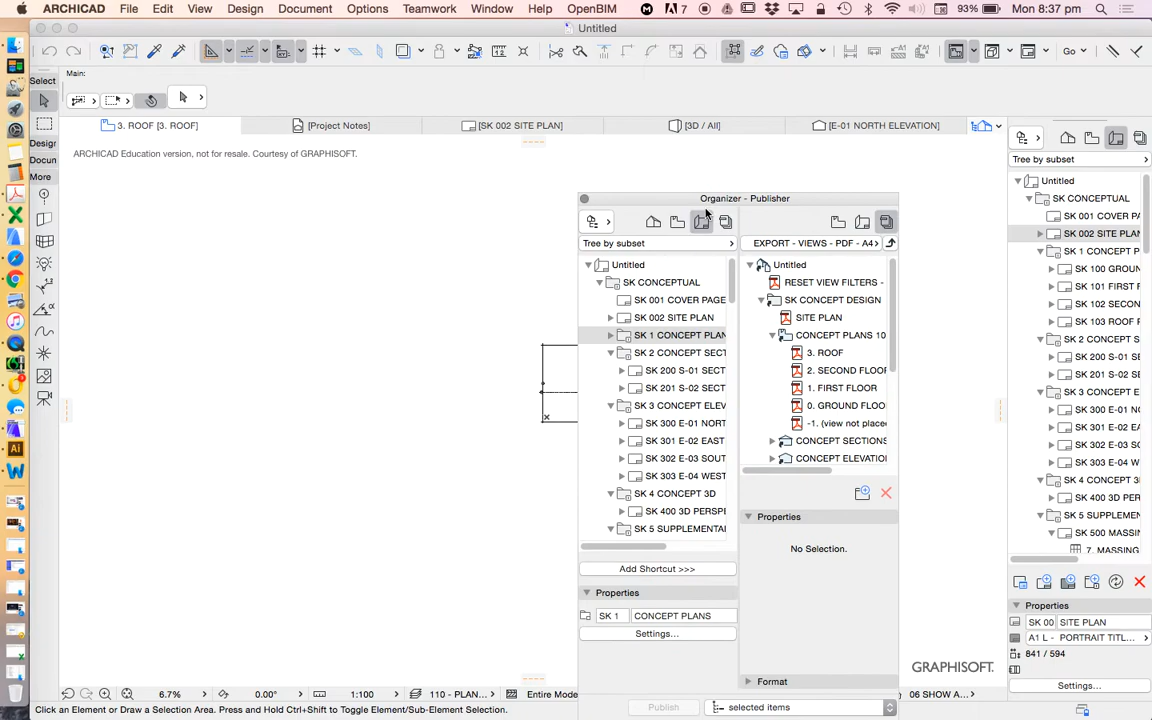 ARCHICAD File Edit View Design Document Options Teamwork Window OpenBIM 7 93% Mon 8:37 pm
Untitled
Go
Main:
Select
Design
Docun
More
3. ROOF [3. ROOF]
[Project Notes]
[SK 002 SITE PLAN]
[3D / All]
[E-01 NORTH ELEVATION]
ARCHICAD Education version, not for resale. Courtesy of GRAPHISOFT.
Organizer - Publisher
Tree by subset
Untitled
SK CONCEPTUAL
SK 001 COVER PAGE
SK 002 SITE PLAN
SK 1 CONCEPT PLAN
SK 2 CONCEPT SECT
SK 200 S-01 SECT
SK 201 S-02 SECT
SK 3 CONCEPT ELEV
SK 300 E-01 NORT
SK 301 E-02 EAST
SK 302 E-03 SOUT
SK 303 E-04 WEST
SK 4 CONCEPT 3D
SK 400 3D PERSPE
SK 5 SUPPLEMENTA
Add Shortcut >>>
Properties
SK 1 CONCEPT PLANS
Settings...
EXPORT - VIEWS - PDF - A4
Untitled
RESET VIEW FILTERS -
SK CONCEPT DESIGN
SITE PLAN
CONCEPT PLANS 10
3. ROOF
2. SECOND FLOO
1. FIRST FLOOR
0. GROUND FLOO
-1. (view not place
CONCEPT SECTIONS
CONCEPT ELEVATIO
Properties
No Selection.
Format
Publish
selected items
Tree by subset
Untitled
SK CONCEPTUAL
SK 001 COVER PA
SK 002 SITE PLAN
SK 1 CONCEPT P
SK 100 GROUN
SK 101 FIRST F
SK 102 SECON
SK 103 ROOF F
SK 2 CONCEPT S
SK 200 S-01 SE
SK 201 S-02 SE
SK 3 CONCEPT E
SK 300 E-01 NO
SK 301 E-02 EA
SK 302 E-03 SO
SK 303 E-04 W
SK 4 CONCEPT 3
SK 400 3D PER
SK 5 SUPPLEMEN
SK 500 MASSIN
7. MASSING
Properties
SK 00 SITE PLAN
A1 L - PORTRAIT TITL...
841 / 594
Settings...
GRAPHISOFT.
6.7% 0.00° 1:100 110 - PLAN... Entire Mode 06 SHOW A...
Click an Element or Draw a Selection Area. Press and Hold Ctrl+Shift to Toggle Element/Sub-Element Selection.